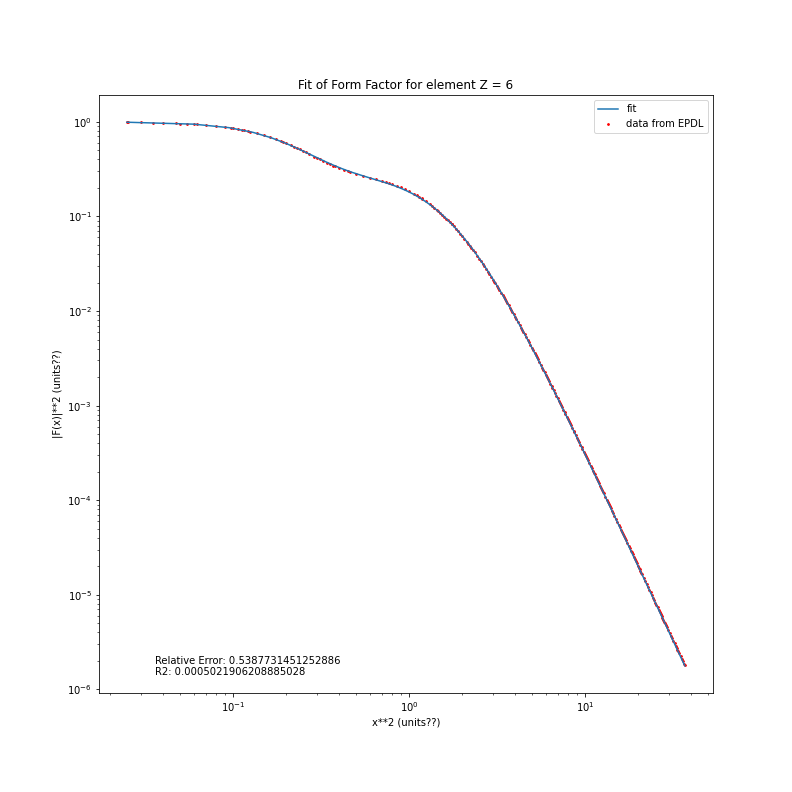 Fit of Form Factor for element Z = 6
fit
data from EPDL
10⁰
10⁻¹
10⁻²
10⁻³
10⁻⁴
10⁻⁵
10⁻⁶
|F(x)|**2 (units??)
Relative Error: 0.5387731451252886
R2: 0.0005021906208885028
10⁻¹
10⁰
10¹
x**2 (units??)